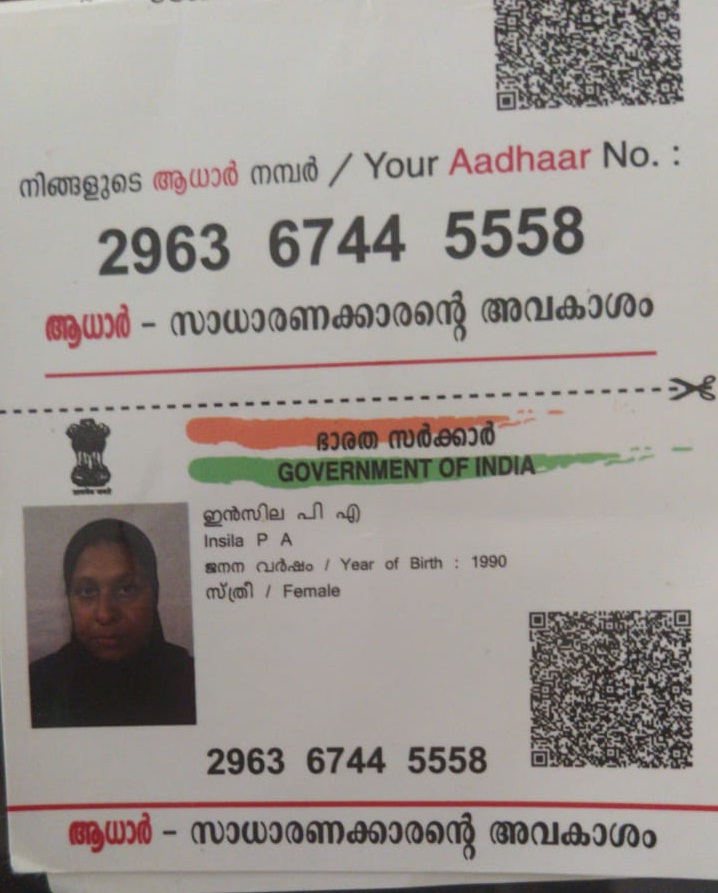 നിങ്ങളുടെ ആധാർ നമ്പർ / Your Aadhaar No. :
2963 6744 5558
ആധാർ – സാധാരണക്കാരന്റെ അവകാശം
ഭാരത സർക്കാർ
GOVERNMENT OF INDIA
ഇൻസില പി എ
Insila P A
ജനന വർഷം / Year of Birth : 1990
സ്ത്രീ / Female
2963 6744 5558
ആധാർ – സാധാരണക്കാരന്റെ അവകാശം